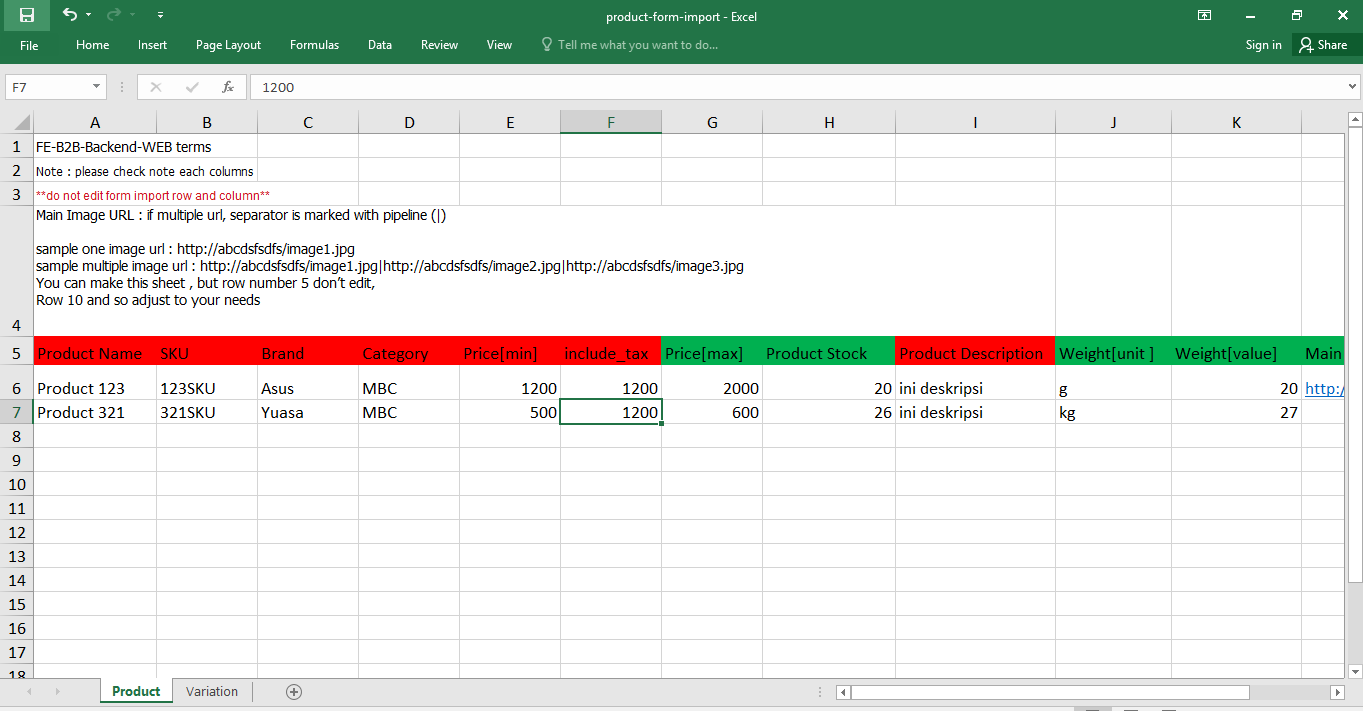 product-form-import - Excel
File Home Insert Page Layout Formulas Data Review View Tell me what you want to do... Sign in Share
F7 fx 1200
A B C D E F G H I J K
1 FE-B2B-Backend-WEB terms
2 Note : please check note each columns
3 **do not edit form import row and column**
Main Image URL : if multiple url, separator is marked with pipeline (|)
sample one image url : http://abcdsfsdfs/image1.jpg
sample multiple image url : http://abcdsfsdfs/image1.jpg|http://abcdsfsdfs/image2.jpg|http://abcdsfsdfs/image3.jpg
You can make this sheet , but row number 5 don't edit,
Row 10 and so adjust to your needs
4
5 Product Name SKU Brand Category Price[min] include_tax Price[max] Product Stock Product Description Weight[unit ] Weight[value] Main
6 Product 123 123SKU Asus MBC 1200 1200 2000 20 ini deskripsi g 20 http:/
7 Product 321 321SKU Yuasa MBC 500 1200 600 26 ini deskripsi kg 27
8
9
10
11
12
13
14
15
16
17
18
Product Variation